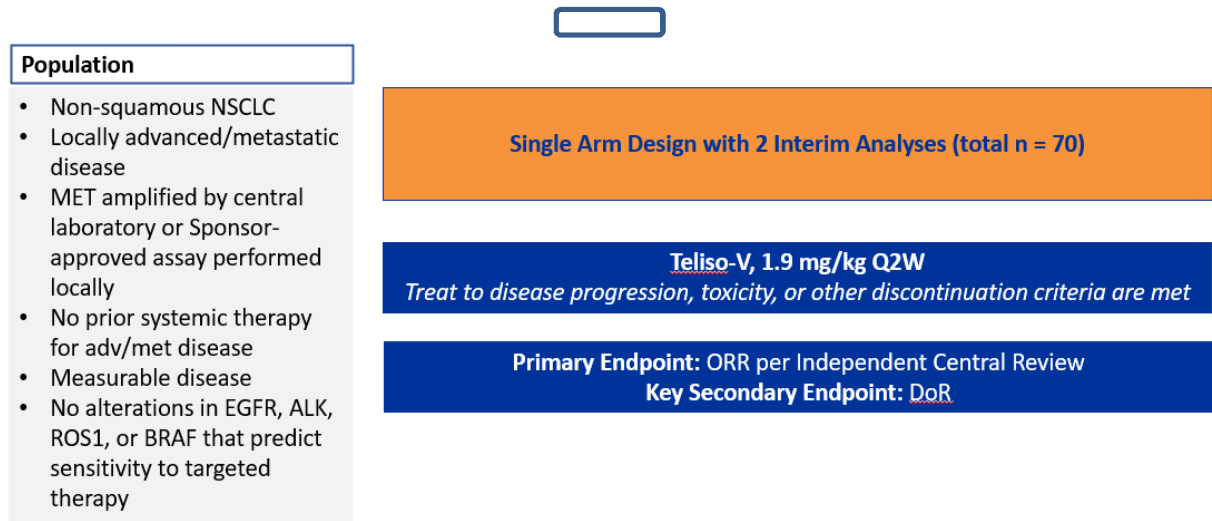 Population
• Non-squamous NSCLC
• Locally advanced/metastatic
disease
• MET amplified by central
laboratory or Sponsor-
approved assay performed
locally
• No prior systemic therapy
for adv/met disease
• Measurable disease
• No alterations in EGFR, ALK,
ROS1, or BRAF that predict
sensitivity to targeted
therapy
Single Arm Design with 2 Interim Analyses (total n = 70)
Teliso-V, 1.9 mg/kg Q2W
Treat to disease progression, toxicity, or other discontinuation criteria are met
Primary Endpoint: ORR per Independent Central Review
Key Secondary Endpoint: DoR